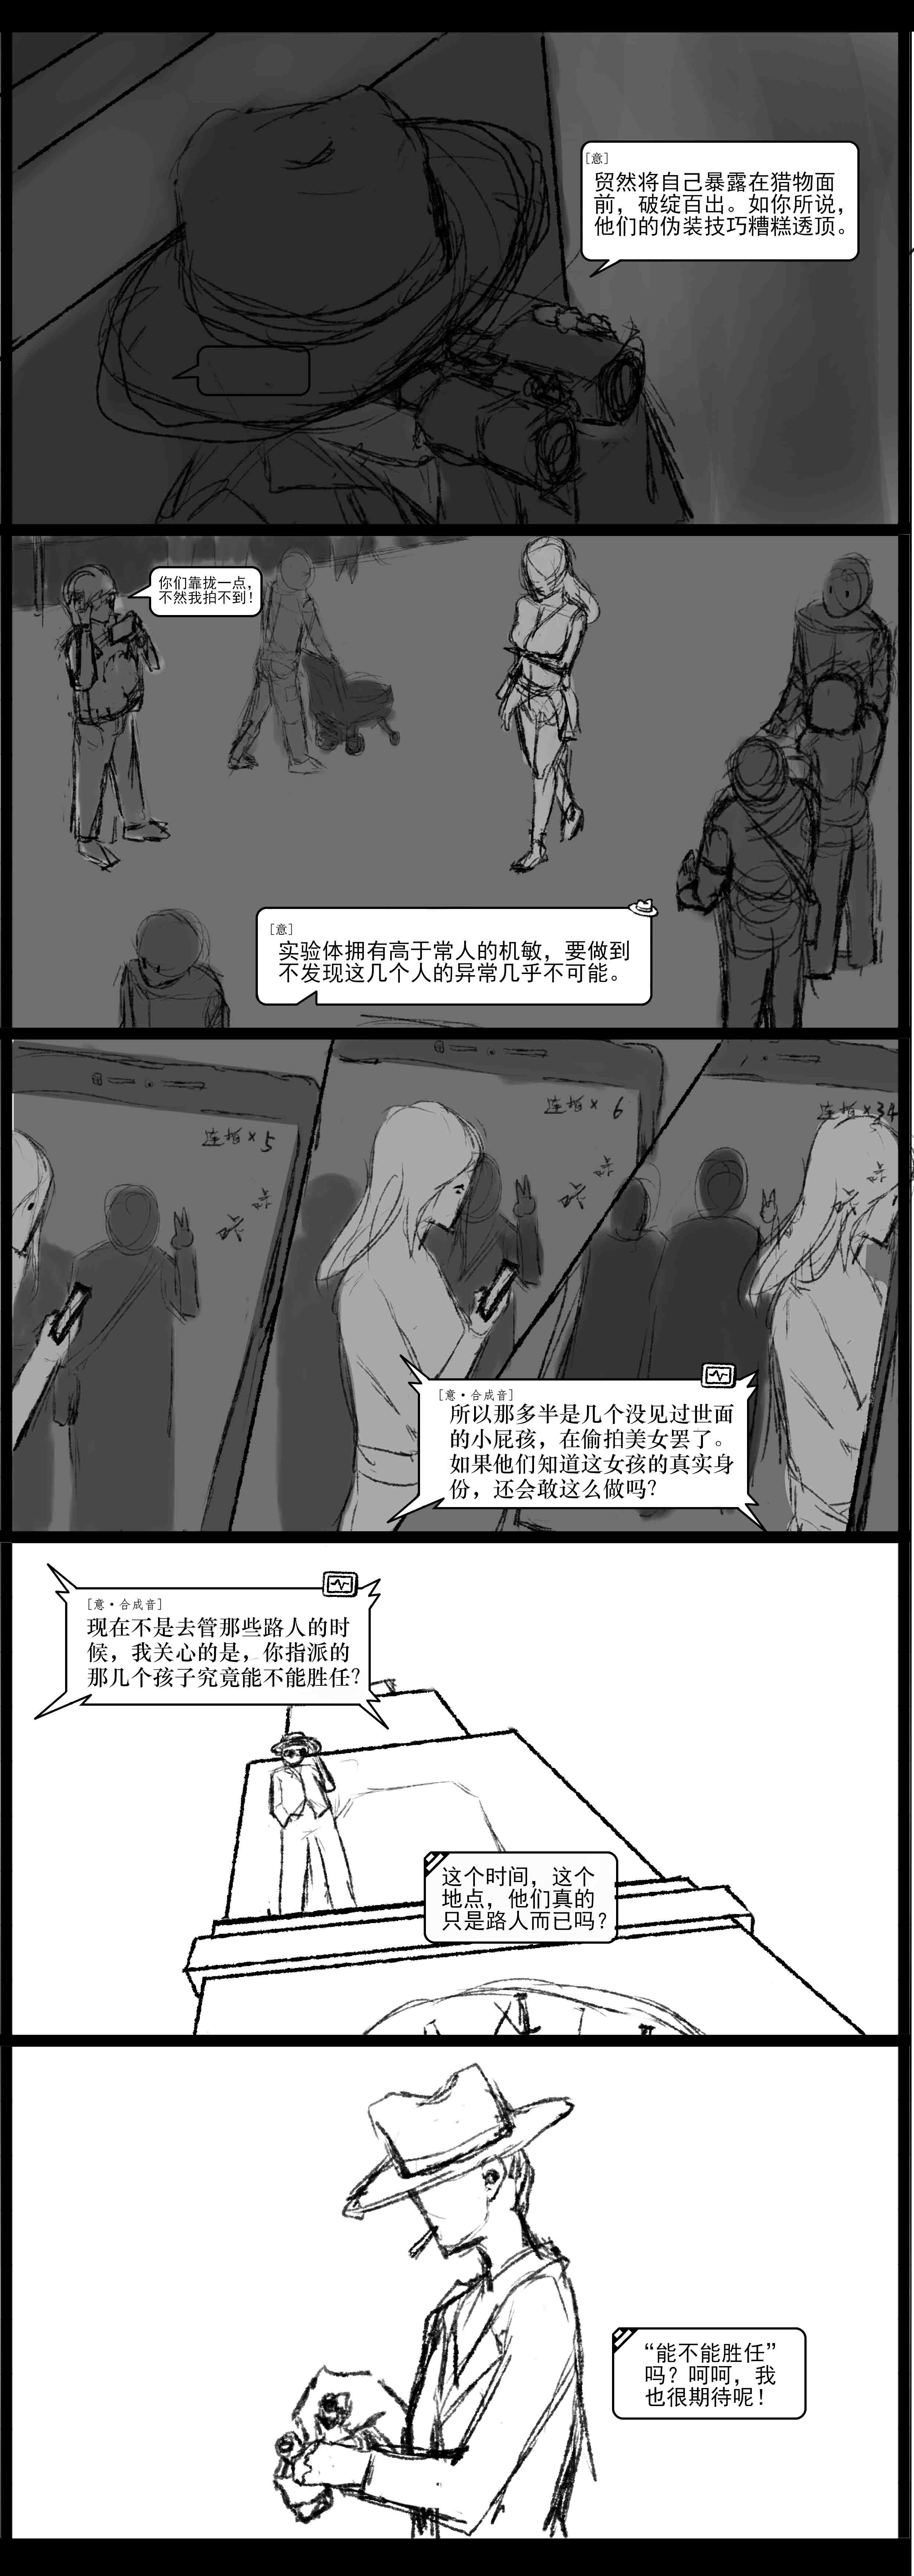 [意]
贸然将自己暴露在猎物面
前，破绽百出。如你所说，
他们的伪装技巧糟糕透顶。
你们靠拢一点，
不然我拍不到！
[意]
实验体拥有高于常人的机敏，要做到
不发现这几个人的异常几乎不可能。
连拍×5
咔
咔
连拍×6
咔
咔
连拍×34
咔
咔
[意·合成音]
所以那多半是几个没见过世面
的小屁孩，在偷拍美女罢了。
如果他们知道这女孩的真实身
份，还会敢这么做吗？
[意·合成音]
现在不是去管那些路人的时
候，我关心的是，你指派的
那几个孩子究竟能不能胜任？
这个时间，这个
地点，他们真的
只是路人而已吗？
XI
I
“能不能胜任”
吗？呵呵，我
也很期待呢！